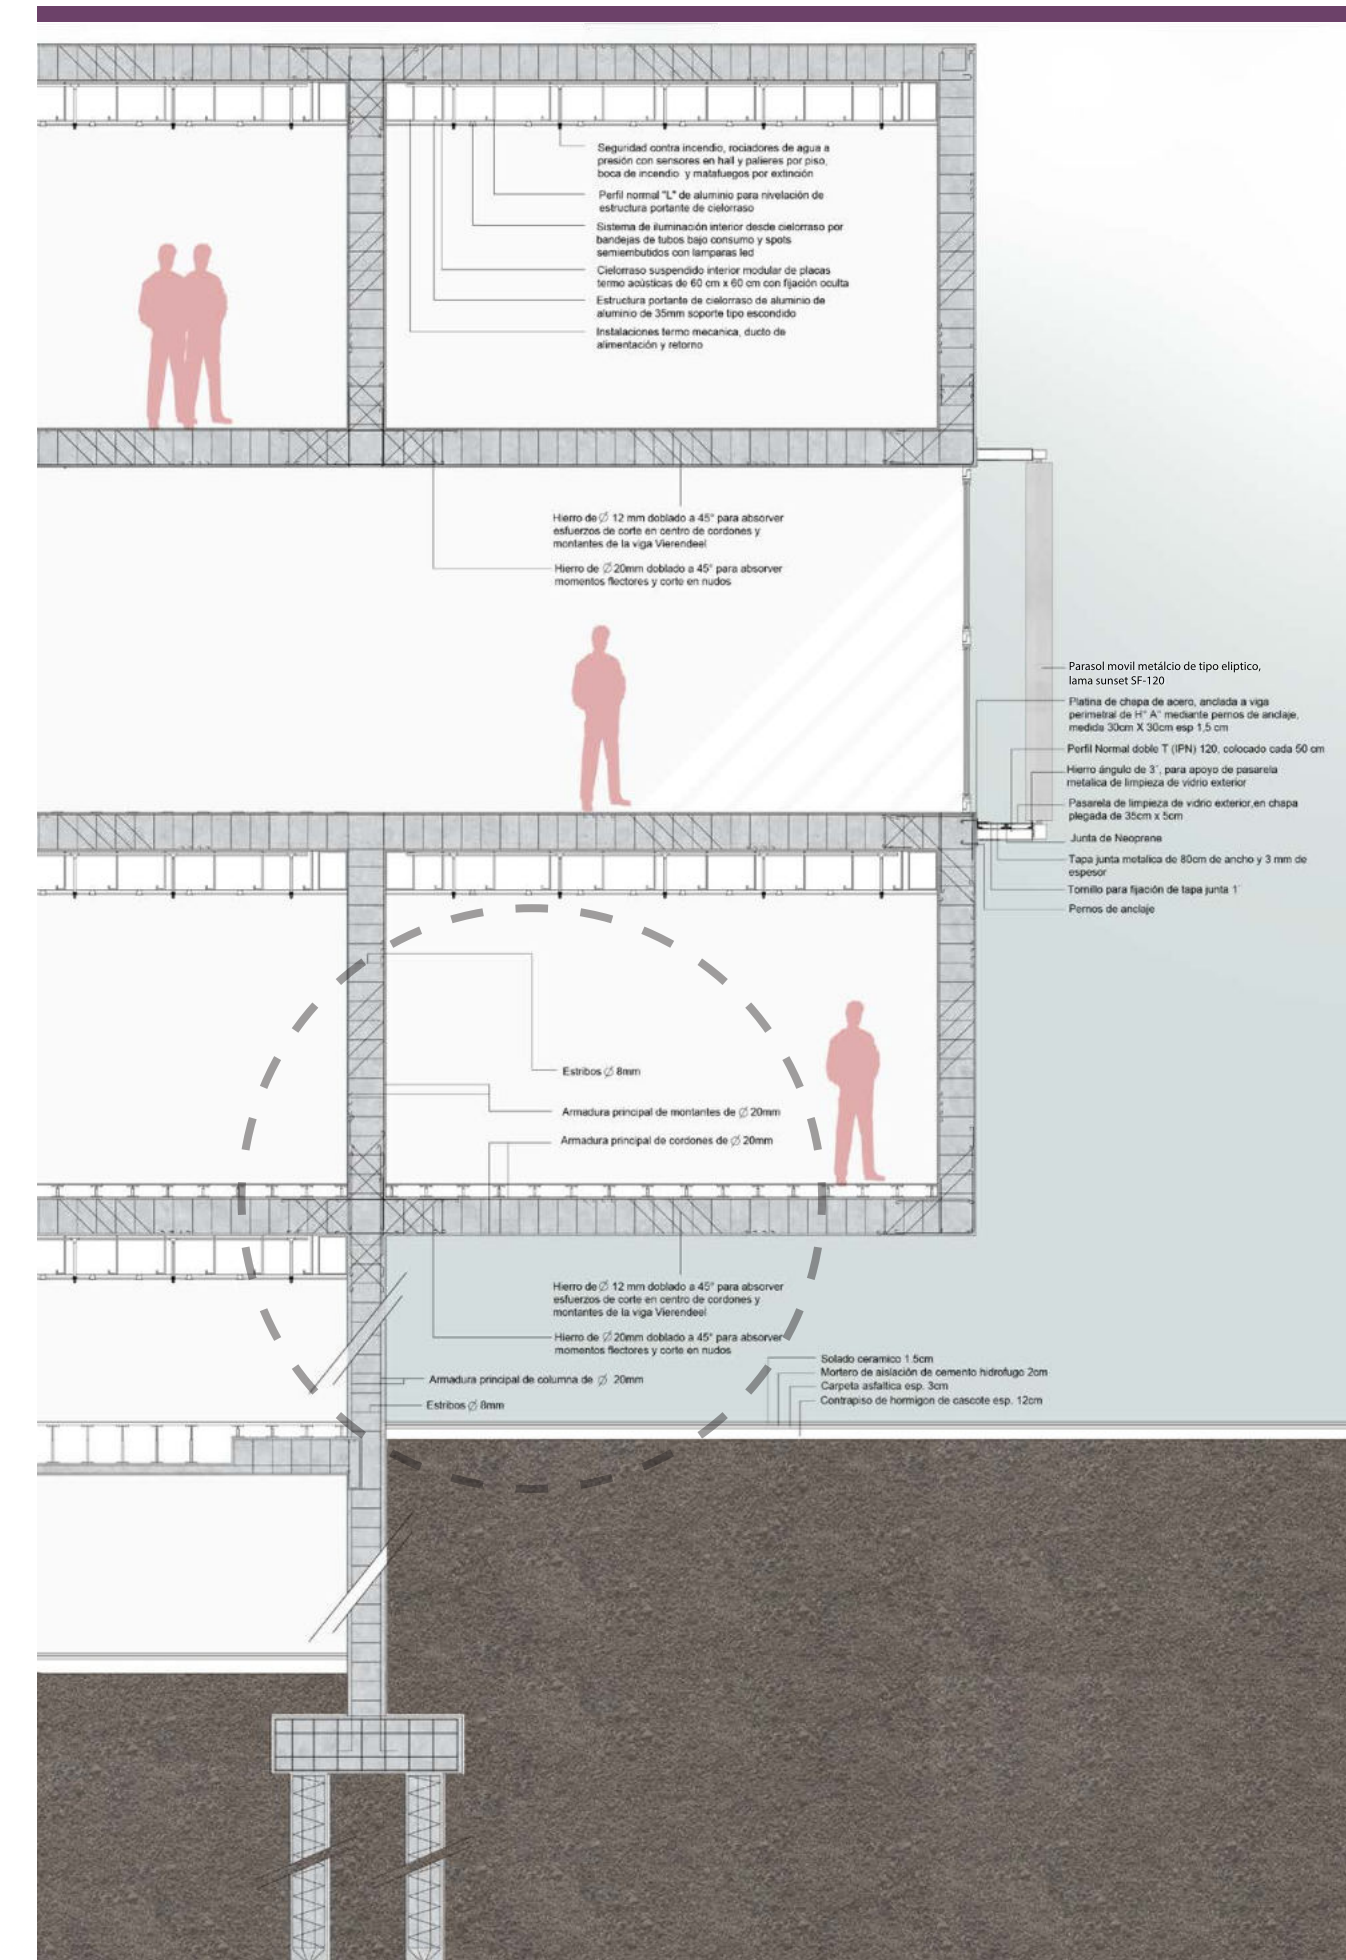 Seguridad contra incendio, rociadores de agua a
presión con sensores en hall y palieres por piso,
boca de incendio y matafuegos por extinción
Perfil normal "L" de aluminio para nivelación de
estructura portante de cielorraso
Sistema de iluminación interior desde cielorraso por
bandejas de tubos bajo consumo y spots
semiembutidos con lamparas led
Cielorraso suspendido interior modular de placas
termo acústicas de 60 cm x 60 cm con fijación oculta
Estructura portante de cielorraso de aluminio de
aluminio de 35mm soporte tipo escondido
Instalaciones termo mecanica, ducto de
alimentación y retorno
Hierro de ∅ 12 mm doblado a 45° para absorver
esfuerzos de corte en centro de cordones y
montantes de la viga Vierendeel
Hierro de ∅ 20mm doblado a 45° para absorver
momentos flectores y corte en nudos
Parasol movil metálcio de tipo eliptico,
lama sunset SF-120
Platina de chapa de acero, anclada a viga
perimetral de H° A° mediante pernos de anclaje,
medida 30cm X 30cm esp 1,5 cm
Perfil Normal doble T (IPN) 120, colocado cada 50 cm
Hierro ángulo de 3´, para apoyo de pasarela
metalica de limpieza de vidrio exterior
Pasarela de limpieza de vidrio exterior,en chapa
plegada de 35cm x 5cm
Junta de Neoprene
Tapa junta metalica de 80cm de ancho y 3 mm de
espesor
Tornillo para fijación de tapa junta 1´
Pernos de anclaje
Estribos ∅ 8mm
Armadura principal de montantes de ∅ 20mm
Armadura principal de cordones de ∅ 20mm
Hierro de ∅ 12 mm doblado a 45° para absorver
esfuerzos de corte en centro de cordones y
montantes de la viga Vierendeel
Hierro de ∅ 20mm doblado a 45° para absorver
momentos flectores y corte en nudos
Armadura principal de columna de ∅ 20mm
Estribos ∅ 8mm
Solado ceramico 1.5cm
Mortero de aislación de cemento hidrofugo 2cm
Carpeta asfaltica esp. 3cm
Contrapiso de hormigon de cascote esp. 12cm